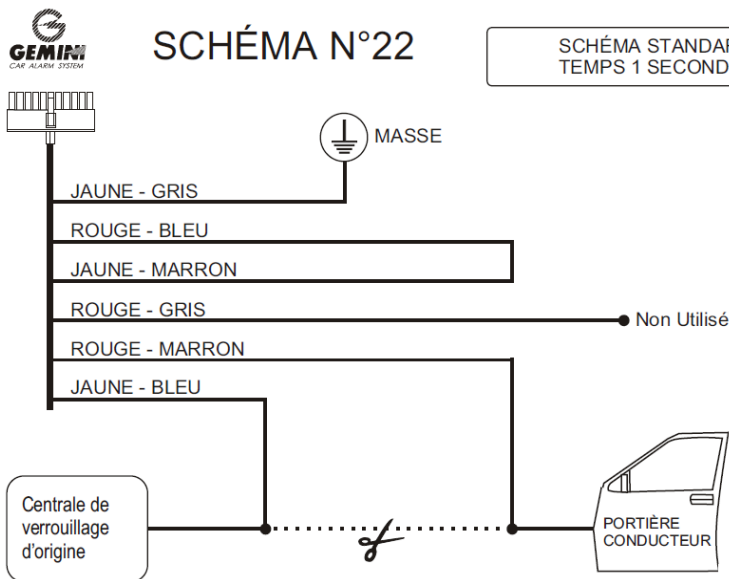 GEMINI
CAR ALARM SYSTEM
SCHÉMA N°22
SCHÉMA STANDAR
TEMPS 1 SECOND
MASSE
JAUNE - GRIS
ROUGE - BLEU
JAUNE - MARRON
ROUGE - GRIS
Non Utilisé
ROUGE - MARRON
JAUNE - BLEU
Centrale de
verrouillage
d'origine
PORTIÈRE
CONDUCTEUR